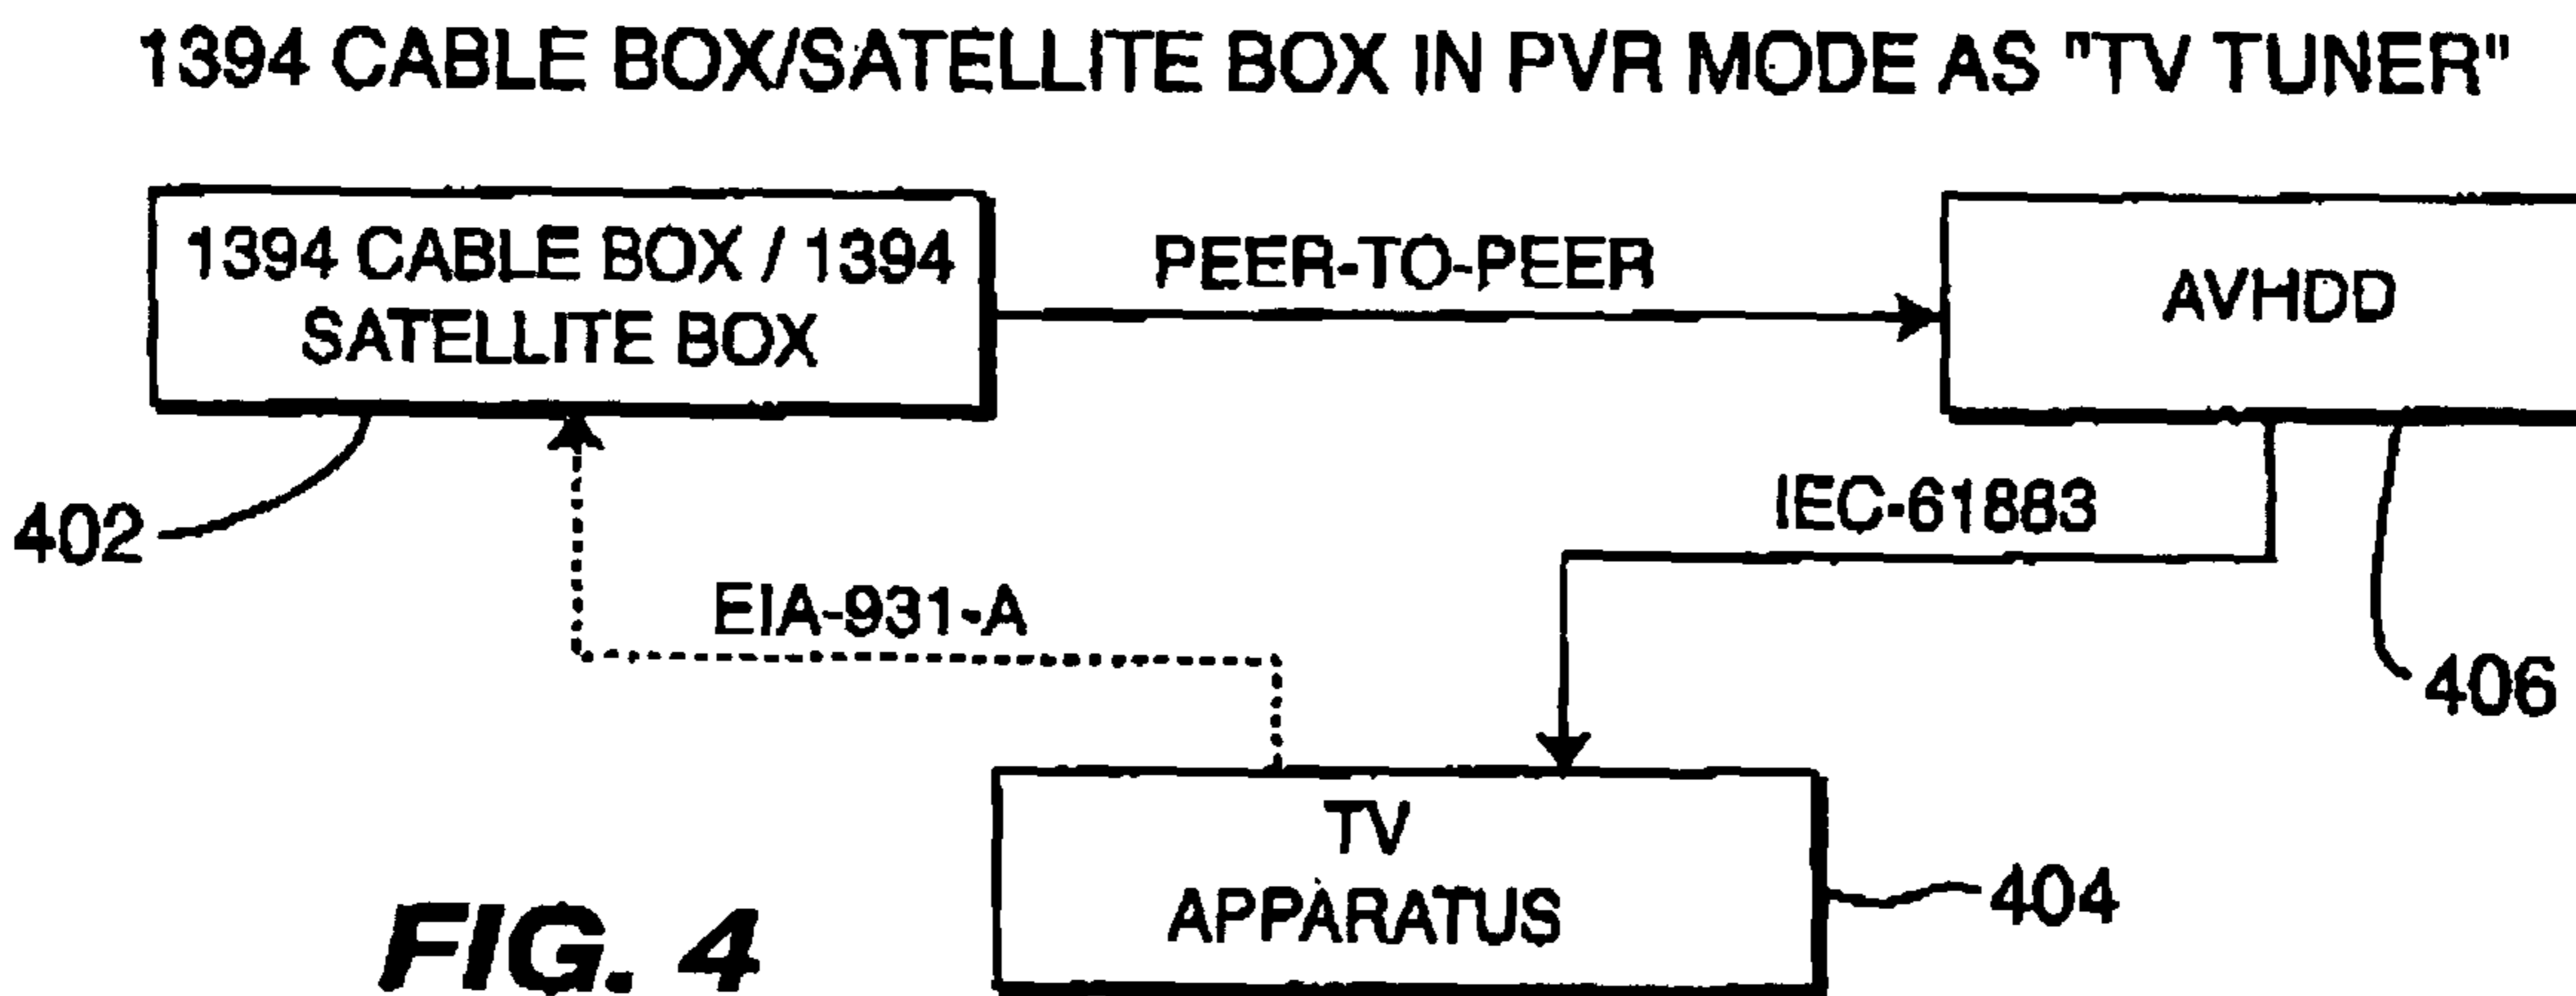 1394 CABLE BOX/SATELLITE BOX IN PVR MODE AS "TV TUNER"
1394 CABLE BOX / 1394
SATELLITE BOX
PEER-TO-PEER
AVHDD
402
IEC-61883
EIA-931-A
406
TV
APPARATUS
404
FIG. 4